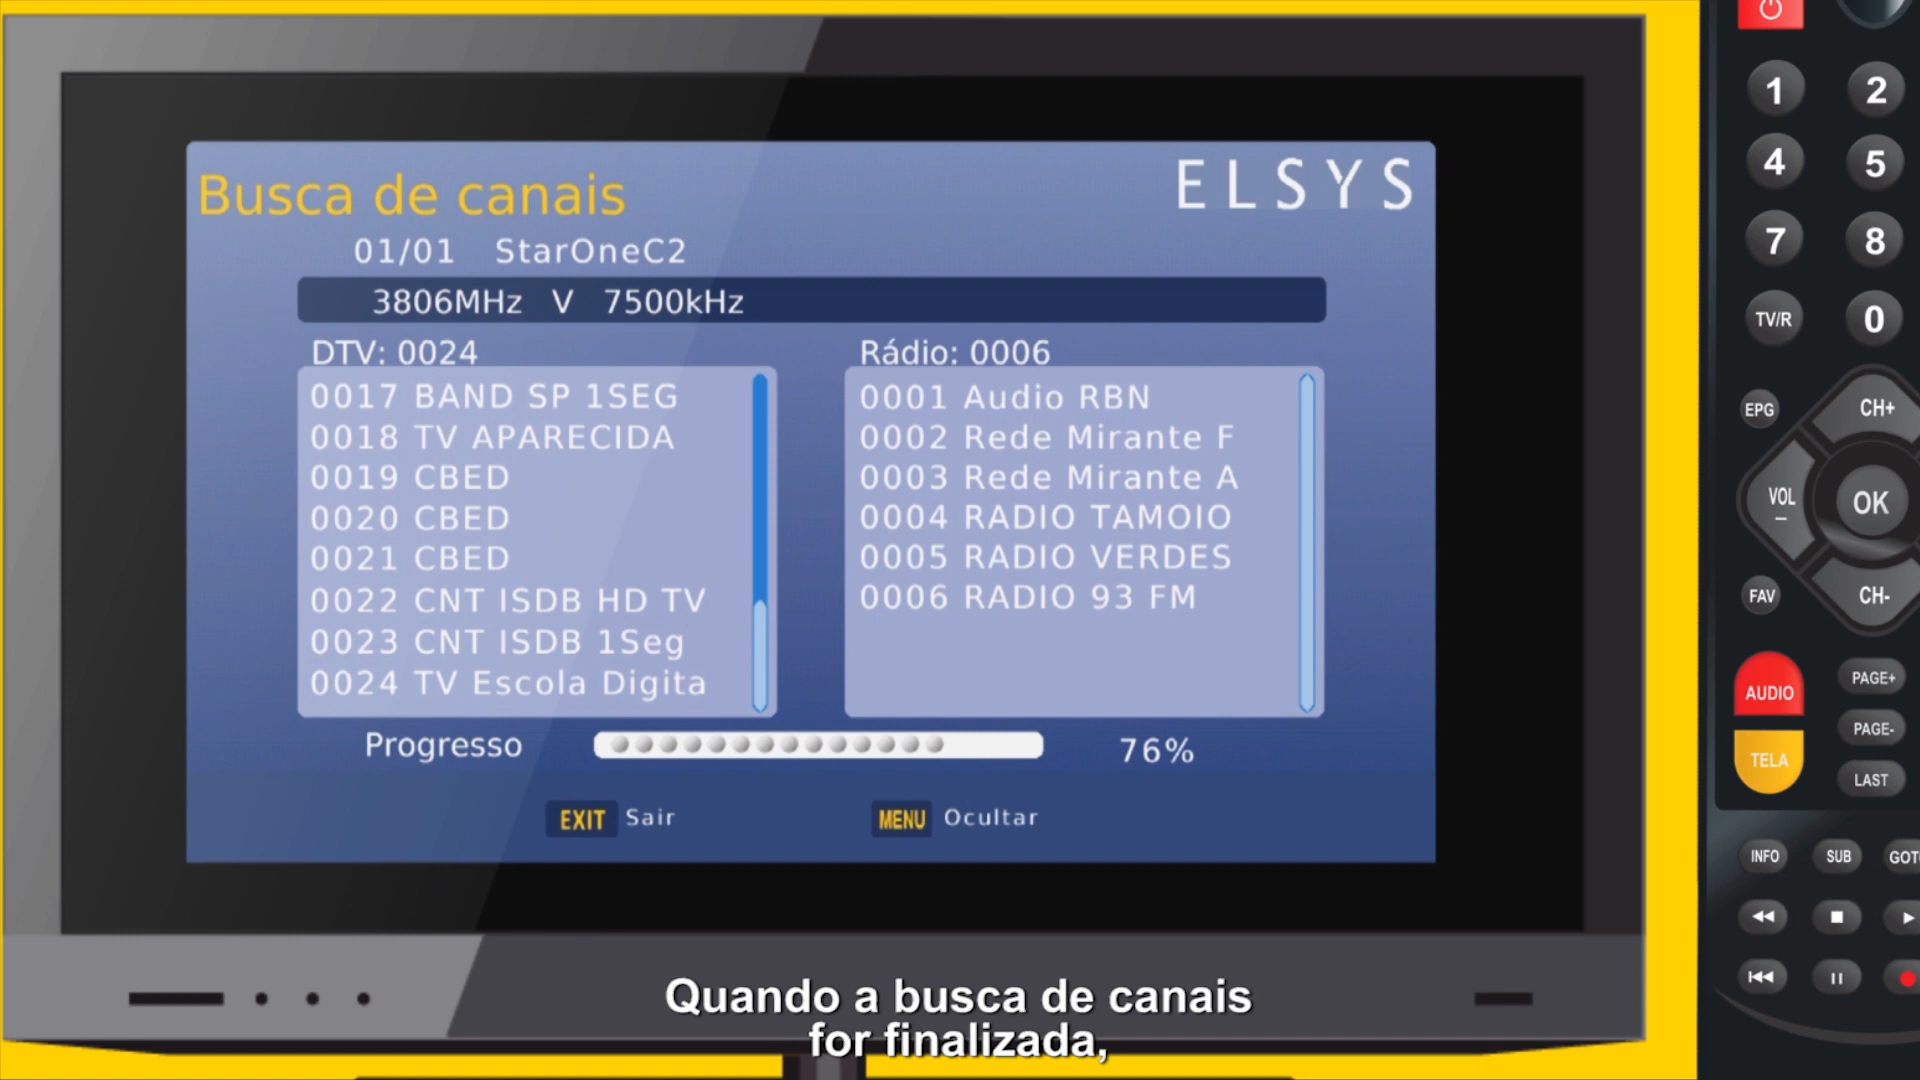 Busca de canais
ELSYS
01/01 StarOneC2
3806MHz V 7500kHz
DTV: 0024
0017 BAND SP 1SEG
0018 TV APARECIDA
0019 CBED
0020 CBED
0021 CBED
0022 CNT ISDB HD TV
0023 CNT ISDB 1Seg
0024 TV Escola Digita
Rádio: 0006
0001 Audio RBN
0002 Rede Mirante F
0003 Rede Mirante A
0004 RADIO TAMOIO
0005 RADIO VERDES
0006 RADIO 93 FM
Progresso 76%
EXIT Sair MENU Ocultar
1 2
4 5
7 8
TV/R 0
EPG CH+
VOL - OK
FAV CH-
AUDIO PAGE+
PAGE-
TELA LAST
INFO SUB GOT
Quando a busca de canais
for finalizada,